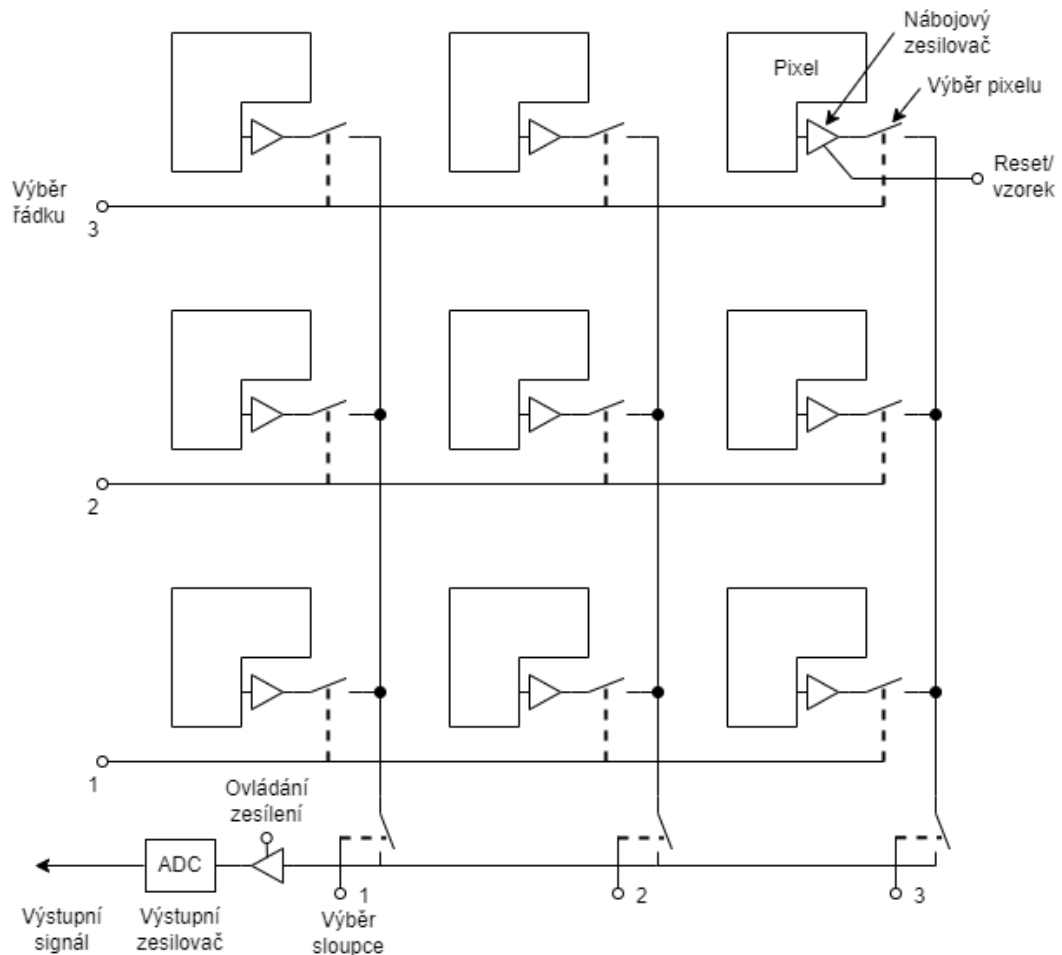 Nábojový
zesilovač
Pixel
Výběr pixelu
Reset/
vzorek
Výběr
řádku
3
2
1
Ovládání
zesílení
ADC
1
2
3
Výstupní
signál
Výstupní
zesilovač
Výběr
sloupce